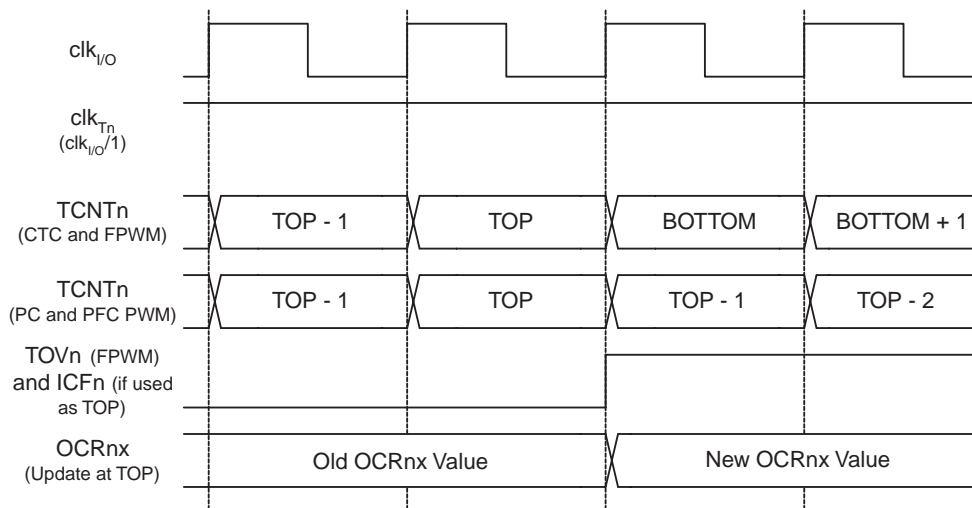 clkI/O
clkTn
(clkI/O/1)
TCNTn
(CTC and FPWM)
TOP - 1
TOP
BOTTOM
BOTTOM + 1
TCNTn
(PC and PFC PWM)
TOP - 1
TOP
TOP - 1
TOP - 2
TOVn (FPWM)
and ICFn (if used
as TOP)
OCRnx
(Update at TOP)
Old OCRnx Value
New OCRnx Value